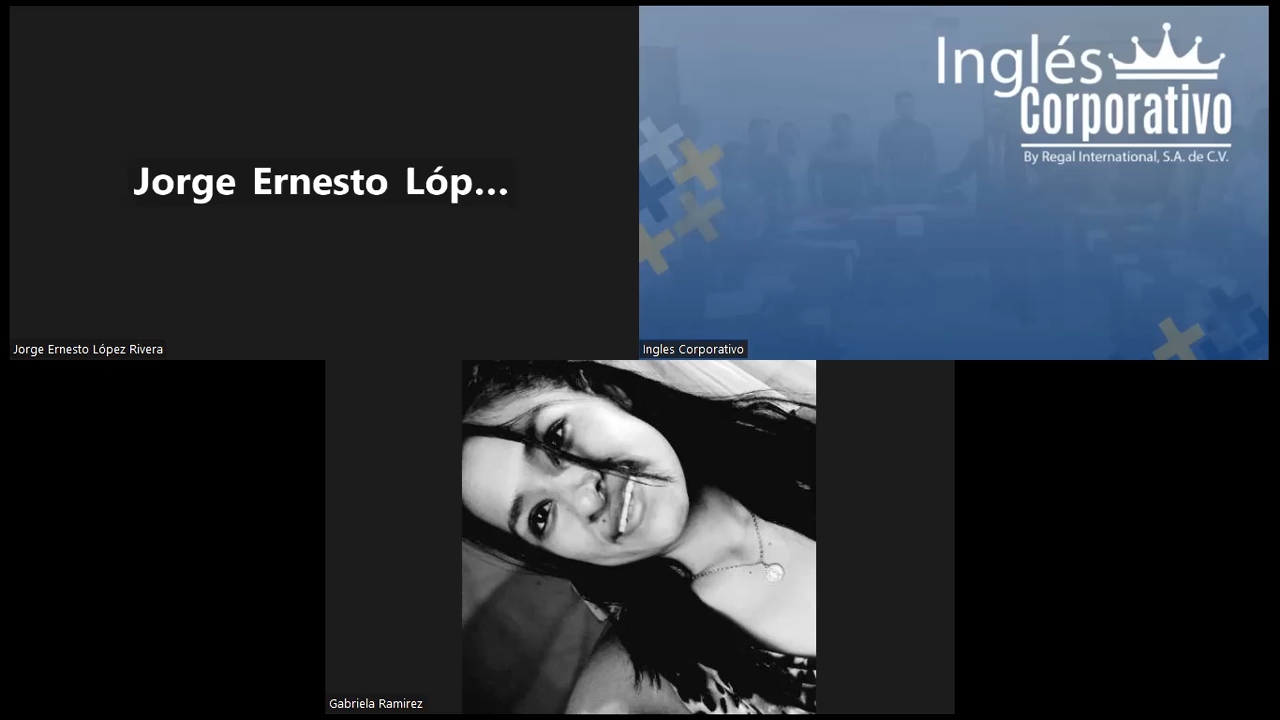 Jorge Ernesto Lóp...
Jorge Ernesto López Rivera
Inglés
Corporativo
By Regal International, S.A. de C.V.
Ingles Corporativo
Gabriela Ramirez